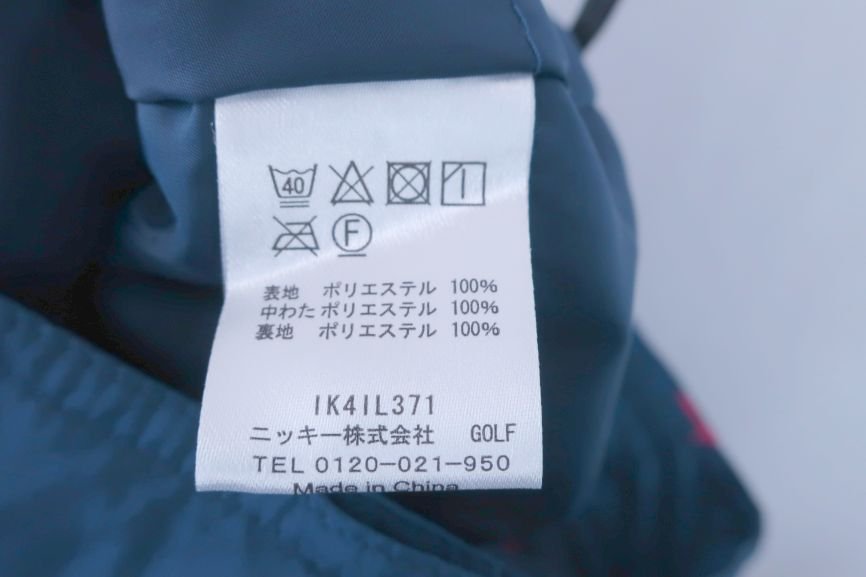 40
F
表地 ポリエステル 100%
中わた ポリエステル 100%
裏地 ポリエステル 100%
IK4IL371
ニッキー株式会社 GOLF
TEL 0120-021-950
Made in China